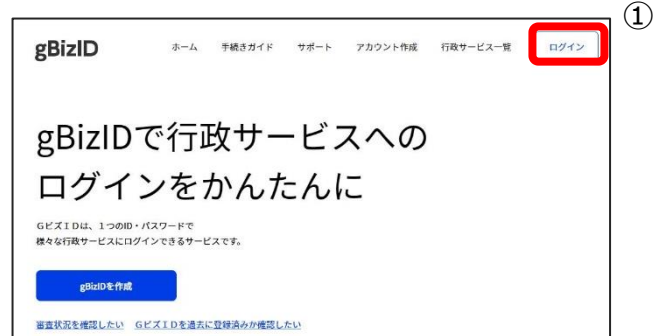 ①
gBizID ホーム 手続きガイド サポート アカウント作成 行政サービス一覧 ログイン
gBizIDで行政サービスへの
ログインをかんたんに
GビズIDは、1つのID・パスワードで
様々な行政サービスにログインできるサービスです。
gBizIDを作成
審査状況を確認したい GビズIDを過去に登録済みか確認したい